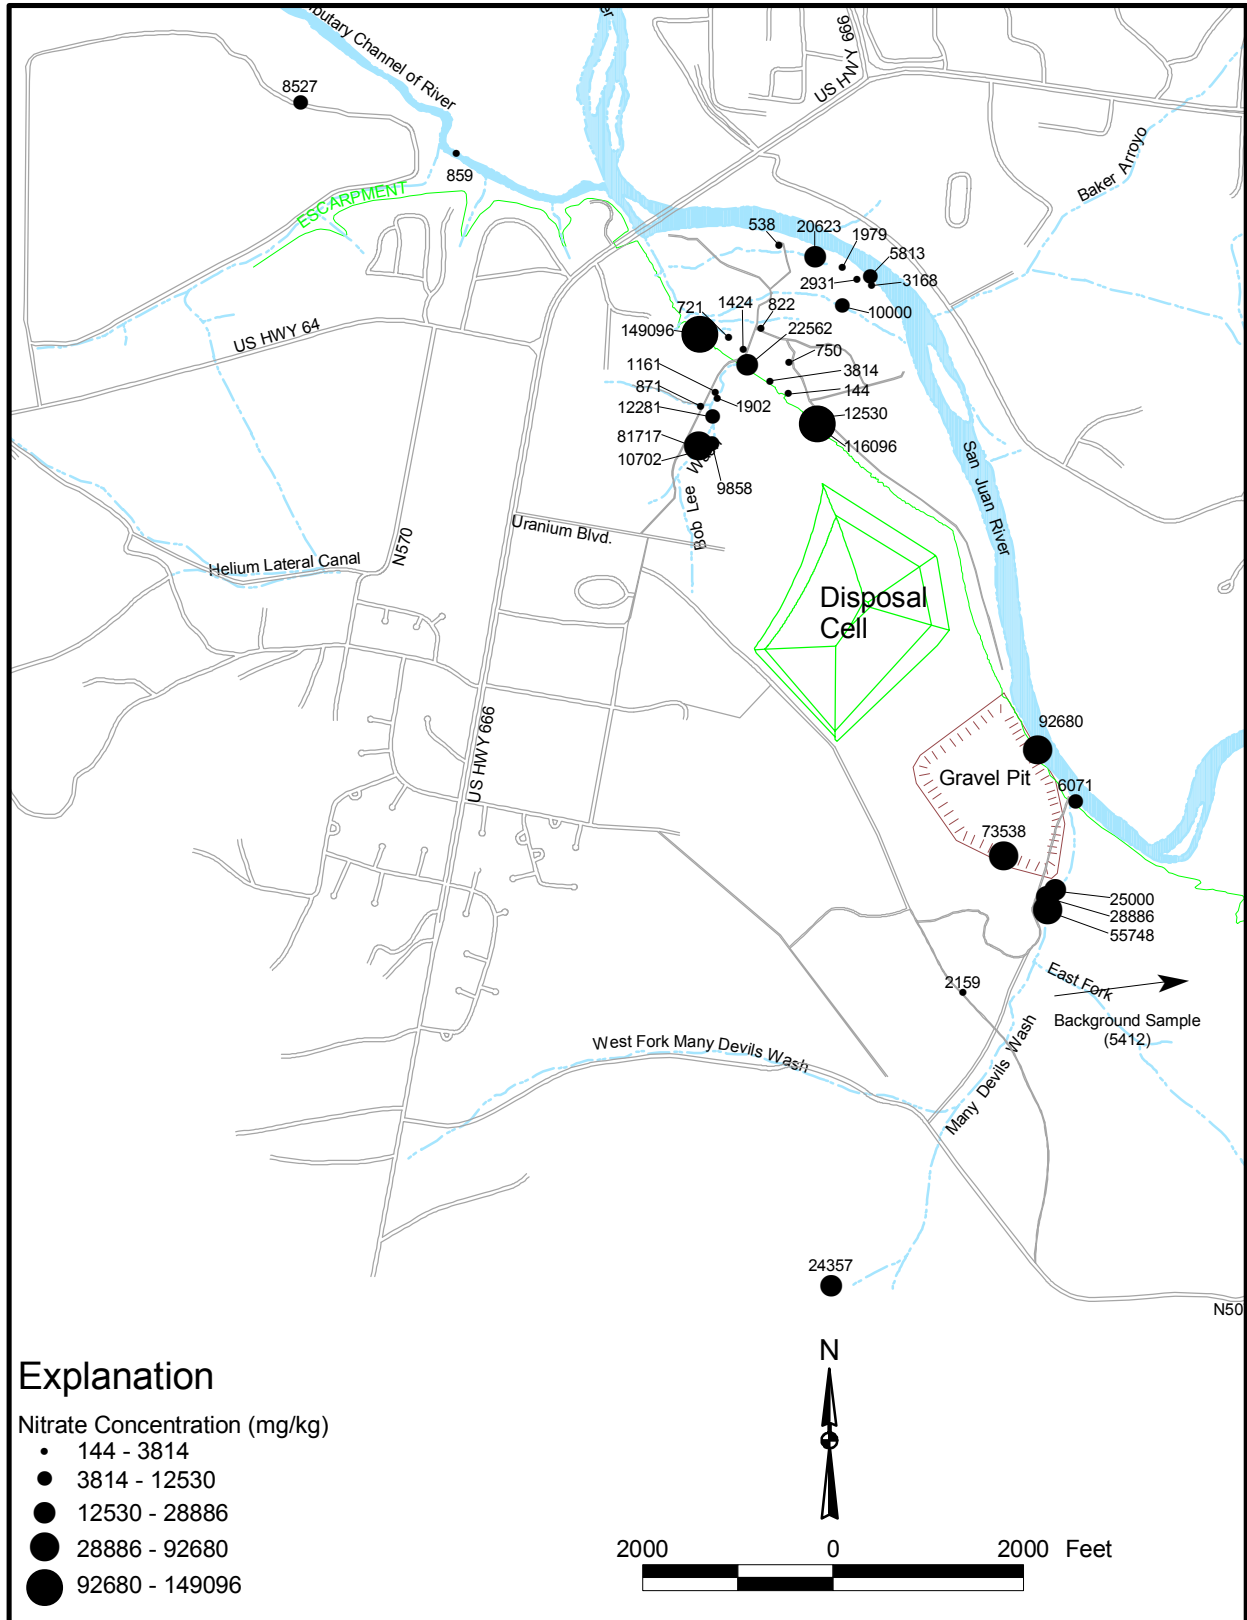 butary Channel of River
er
US HWY 666
8527
859
ESCARPMENT
Baker Arroyo
538
20623
1979
5813
2931
3168
10000
721
1424
822
149096
22562
750
1161
3814
871
1902
144
12281
12530
81717
116096
10702
9858
US HWY 64
Bob Lee Wash
San Juan River
Uranium Blvd.
N570
Helium Lateral Canal
Disposal
Cell
US HWY 666
92680
Gravel Pit
6071
73538
25000
28886
55748
2159
East Fork
Background Sample
(5412)
West Fork Many Devils Wash
Many Devils Wash
24357
N50
N
Explanation
Nitrate Concentration (mg/kg)
144 - 3814
3814 - 12530
12530 - 28886
28886 - 92680
92680 - 149096
2000 0 2000 Feet